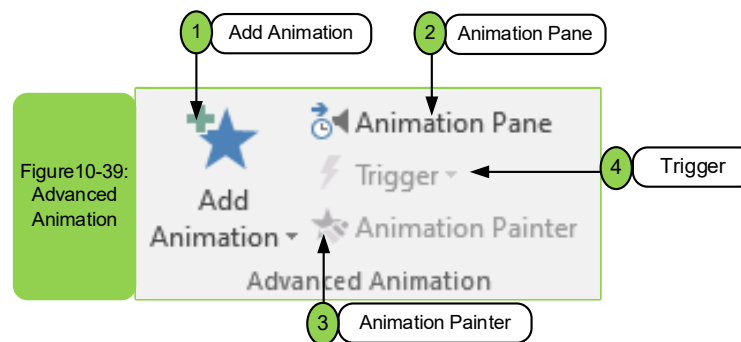 1 Add Animation
2 Animation Pane
Figure10-39:
Advanced
Animation
Add
Animation
Animation Pane
Trigger
Animation Painter
Advanced Animation
4 Trigger
3 Animation Painter